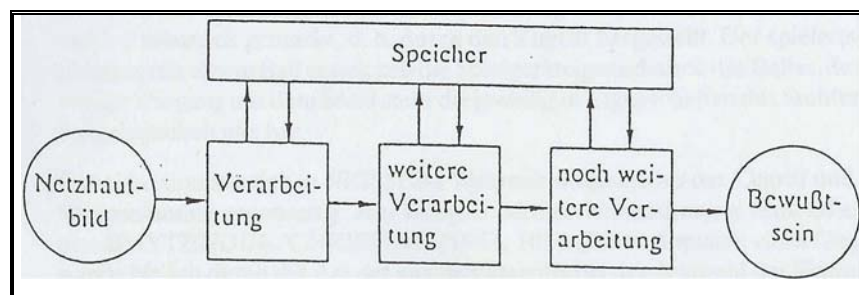 Speicher
Netzhaut-
bild
Verarbei-
tung
weitere
Verarbei-
tung
noch wei-
tere Ver-
arbeitung
Bewußt-
sein